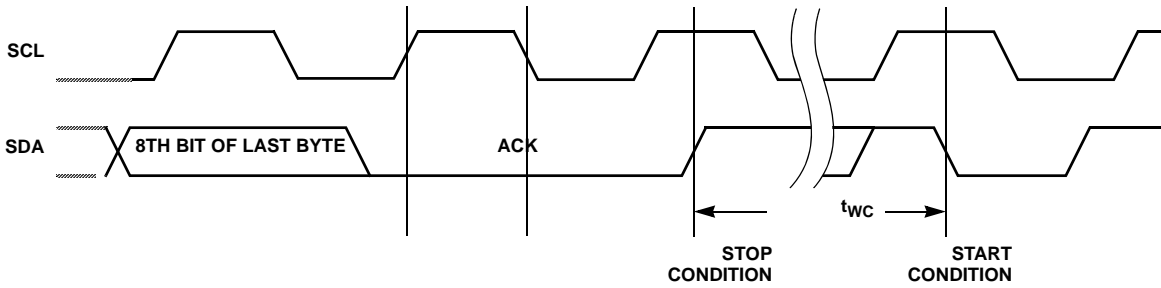 SCL
SDA
8TH BIT OF LAST BYTE
ACK
tWC
STOP
CONDITION
START
CONDITION